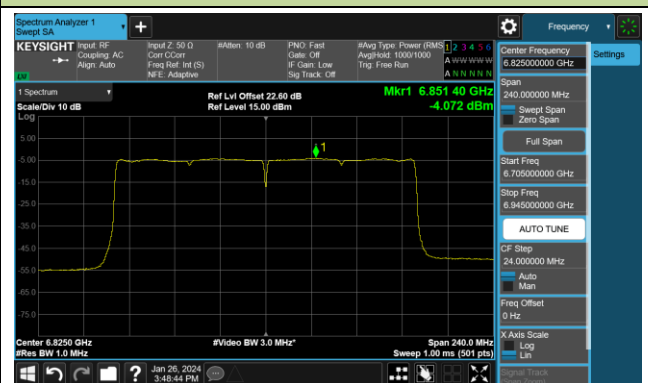 Spectrum Analyzer 1
Swept SA
Frequency
KEYSIGHT
Input: RF
Coupling: AC
Align: Auto
Input Z: 50 Ω
Corr CCorr
Freq Ref: Int (S)
NFE: Adaptive
#Atten: 10 dB
PNO: Fast
Gate: Off
IF Gain: Low
Sig Track: Off
#Avg Type: Power (RMS
Avg|Hold: 1000/1000
Trig: Free Run
1 2 3 4 5 6
A W W W W W
A N N N N N
1 Spectrum
Scale/Div 10 dB
Log
Ref Lvl Offset 22.60 dB
Ref Level 15.00 dBm
Mkr1 6.851 40 GHz
-4.072 dBm
5.00
-5.00
-15.0
-25.0
-35.0
-45.0
-55.0
-65.0
-75.0
1
Center 6.8250 GHz
#Res BW 1.0 MHz
#Video BW 3.0 MHz*
Span 240.0 MHz
Sweep 1.00 ms (501 pts)
Jan 26, 2024
3:48:44 PM
Center Frequency
6.825000000 GHz
Settings
Span
240.000000 MHz
Swept Span
Zero Span
Full Span
Start Freq
6.705000000 GHz
Stop Freq
6.945000000 GHz
AUTO TUNE
CF Step
24.000000 MHz
Auto
Man
Freq Offset
0 Hz
X Axis Scale
Log
Lin
Signal Track